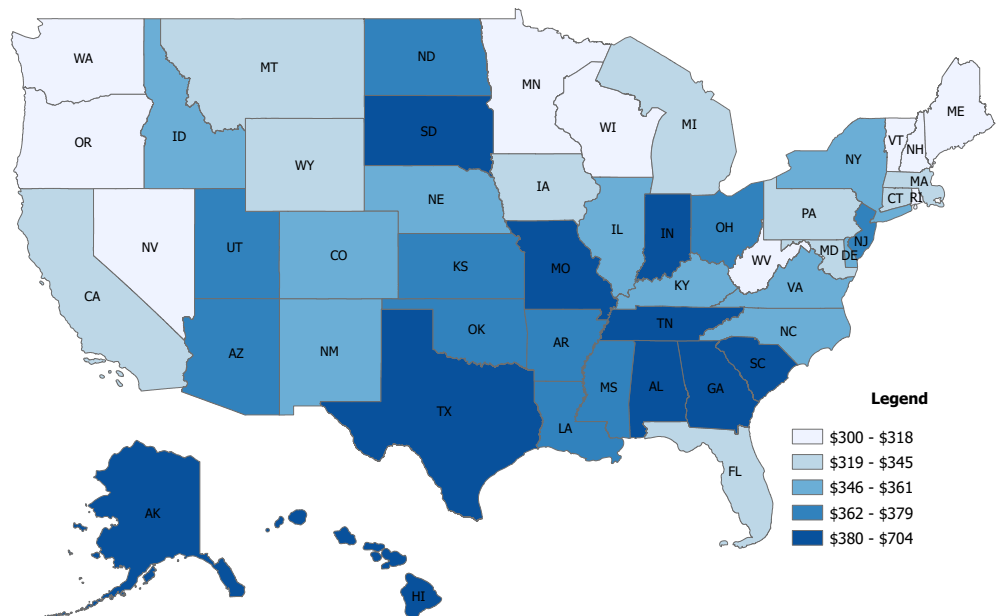 WA
MT
ND
MN
ME
OR
ID
SD
WI
MI
VT
NH
NY
WY
IA
MA
NE
CT
RI
PA
NV
UT
CO
IL
IN
OH
NJ
MD
DE
WV
KS
MO
KY
VA
CA
AZ
NM
OK
AR
TN
NC
SC
MS
AL
GA
TX
LA
FL
AK
HI
Legend
$300 - $318
$319 - $345
$346 - $361
$362 - $379
$380 - $704